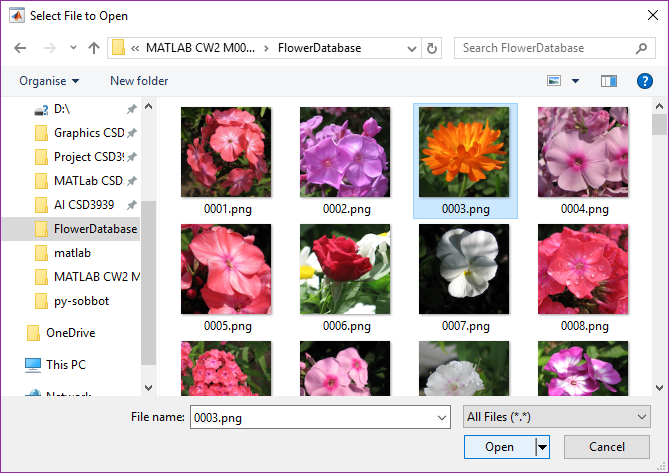 Select File to Open
« MATLAB CW2 M00... > FlowerDatabase
Search FlowerDatabase
Organise
New folder
D:\
Graphics CSD
Project CSD39
MATLab CSD
AI CSD3939
FlowerDatabase
matlab
MATLAB CW2 M
py-sobbot
OneDrive
This PC
Network
0001.png
0002.png
0003.png
0004.png
0005.png
0006.png
0007.png
0008.png
File name: 0003.png
All Files (*.*)
Open
Cancel